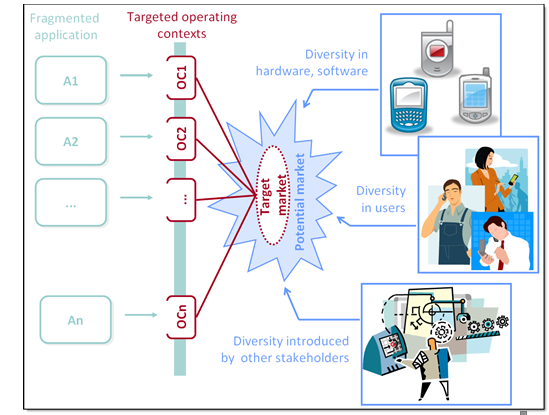 Fragmented
application
Targeted operating
contexts
A1
OC1
A2
OC2
...
...
An
OCn
Target
market
Potential market
Diversity in
hardware, software
Diversity
in users
Diversity introduced
by other stakeholders